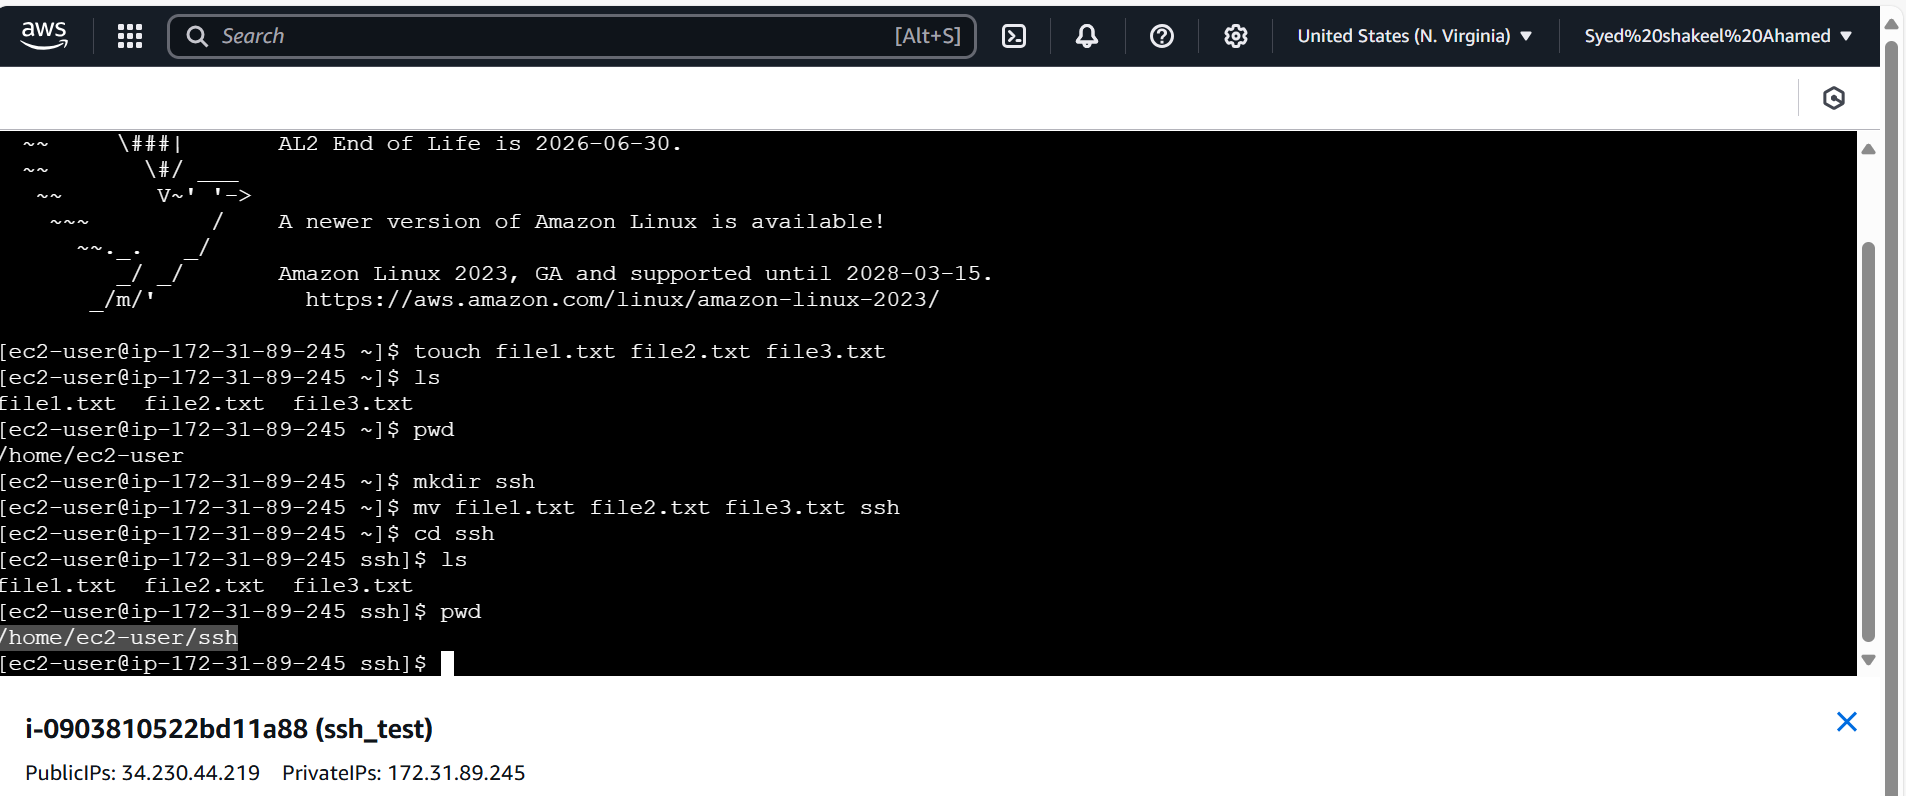 aws
Search [Alt+S] United States (N. Virginia) Syed%20shakeel%20Ahamed
~~      \###|       AL2 End of Life is 2026-06-30.
~~        \#/ ___
 ~~       V~' '->
  ~~~         /    A newer version of Amazon Linux is available!
    ~~._.   _/
       _/ _/       Amazon Linux 2023, GA and supported until 2028-03-15.
     _/m/'           https://aws.amazon.com/linux/amazon-linux-2023/
[ec2-user@ip-172-31-89-245 ~]$ touch file1.txt file2.txt file3.txt
[ec2-user@ip-172-31-89-245 ~]$ ls
file1.txt  file2.txt  file3.txt
[ec2-user@ip-172-31-89-245 ~]$ pwd
/home/ec2-user
[ec2-user@ip-172-31-89-245 ~]$ mkdir ssh
[ec2-user@ip-172-31-89-245 ~]$ mv file1.txt file2.txt file3.txt ssh
[ec2-user@ip-172-31-89-245 ~]$ cd ssh
[ec2-user@ip-172-31-89-245 ssh]$ ls
file1.txt  file2.txt  file3.txt
[ec2-user@ip-172-31-89-245 ssh]$ pwd
/home/ec2-user/ssh
[ec2-user@ip-172-31-89-245 ssh]$
i-0903810522bd11a88 (ssh_test)
PublicIPs: 34.230.44.219 PrivateIPs: 172.31.89.245